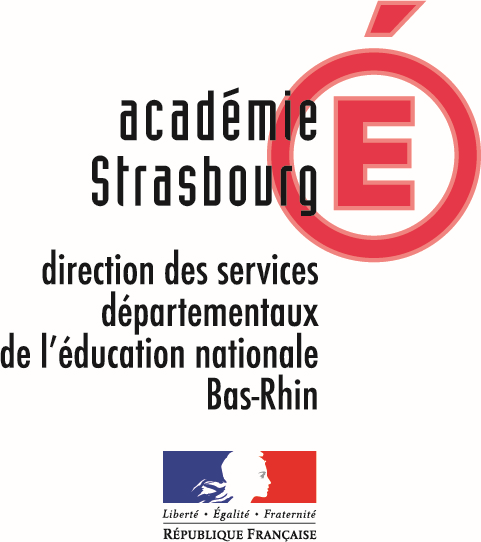 É
académie
Strasbourg
direction des services
départementaux
de l'éducation nationale
Bas-Rhin
Liberté • Égalité • Fraternité
RÉPUBLIQUE FRANÇAISE